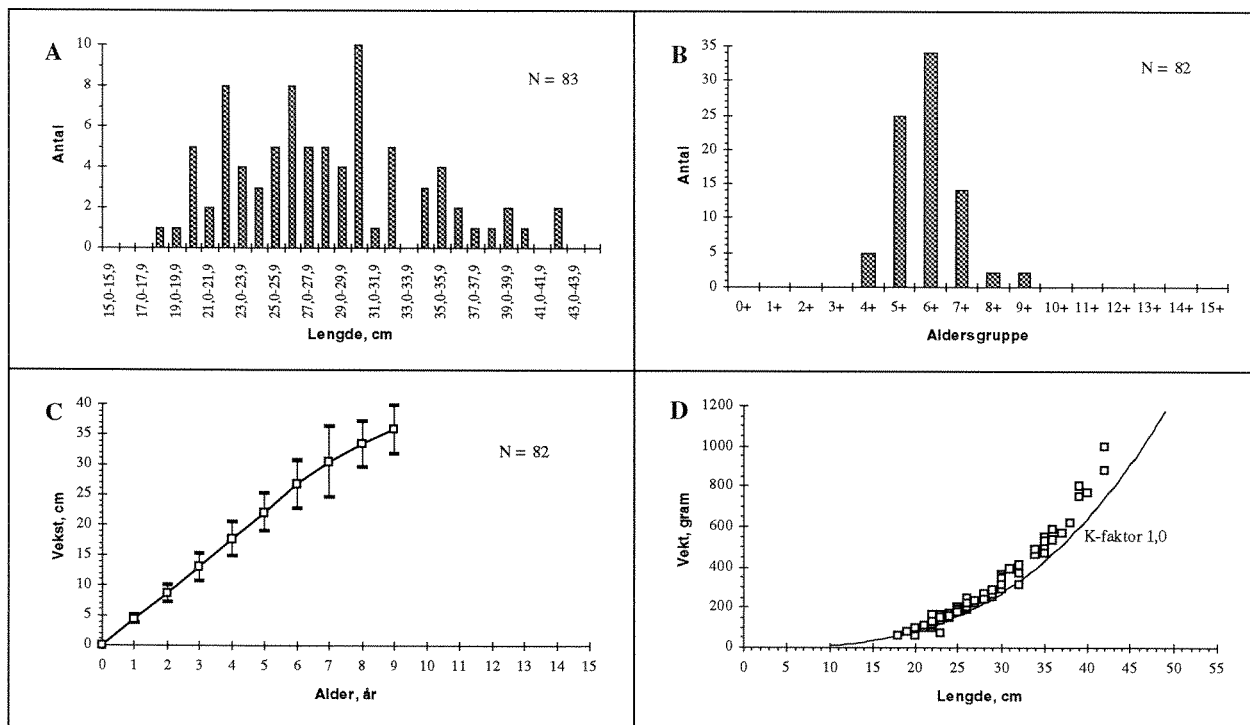 A
N = 83
Antal
10
8
6
4
2
0
15,0-15,9
17,0-17,9
19,0-19,9
21,0-21,9
23,0-23,9
25,0-25,9
27,0-27,9
29,0-29,9
31,0-31,9
33,0-33,9
35,0-35,9
37,0-37,9
39,0-39,9
41,0-41,9
43,0-43,9
Lengde, cm
B
N = 82
Antal
35
30
25
20
15
10
5
0
0+ 1+ 2+ 3+ 4+ 5+ 6+ 7+ 8+ 9+ 10+ 11+ 12+ 13+ 14+ 15+
Aldersgruppe
C
N = 82
Vekst, cm
40
35
30
25
20
15
10
5
0
0 1 2 3 4 5 6 7 8 9 10 11 12 13 14 15
Alder, år
D
Vekt, gram
1200
1000
800
600
400
200
0
K-faktor 1,0
0 5 10 15 20 25 30 35 40 45 50 55
Lengde, cm